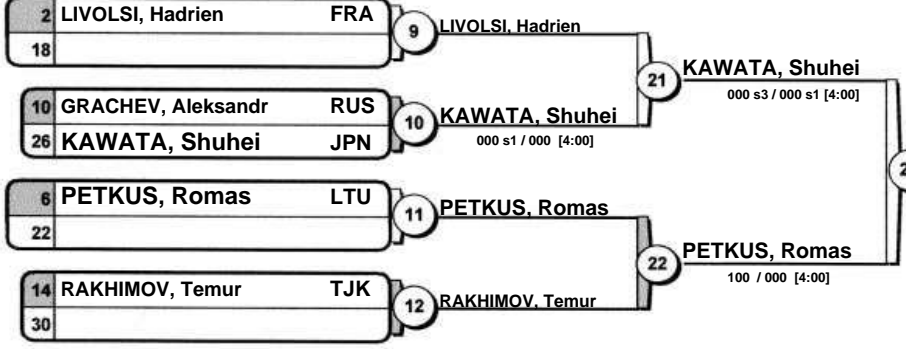 2 LIVOLSI, Hadrien FRA
18
9
LIVOLSI, Hadrien
10 GRACHEV, Aleksandr RUS
26 KAWATA, Shuhei JPN
10
KAWATA, Shuhei
000 s1 / 000 [4:00]
21
KAWATA, Shuhei
000 s3 / 000 s1 [4:00]
6 PETKUS, Romas LTU
22
11
PETKUS, Romas
14 RAKHIMOV, Temur TJK
30
12
RAKHIMOV, Temur
22
PETKUS, Romas
100 / 000 [4:00]